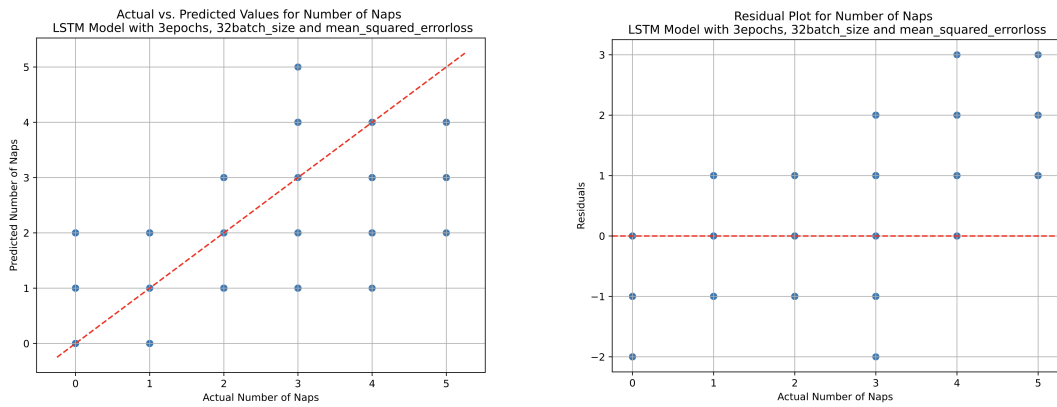 Actual vs. Predicted Values for Number of Naps
LSTM Model with 3epochs, 32batch_size and mean_squared_errorloss
Predicted Number of Naps
5
4
3
2
1
0
0 1 2 3 4 5
Actual Number of Naps
Residual Plot for Number of Naps
LSTM Model with 3epochs, 32batch_size and mean_squared_errorloss
Residuals
3
2
1
0
−1
−2
0 1 2 3 4 5
Actual Number of Naps